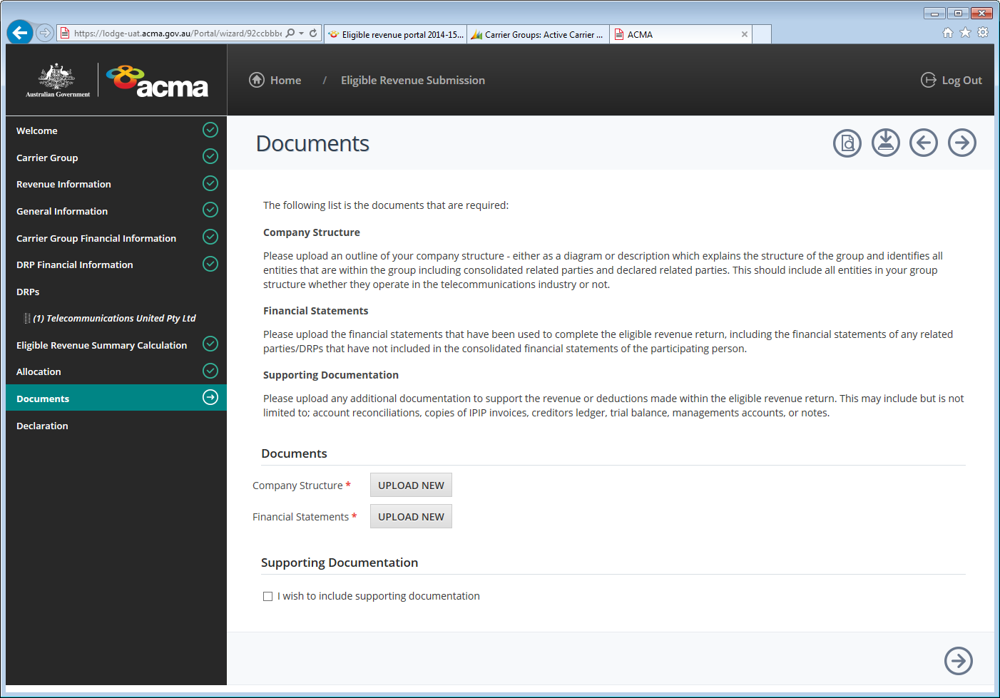 https://lodge-uat.acma.gov.au/Portal/wizard/92ccbbb
Eligible revenue portal 2014-15...
Carrier Groups: Active Carrier ...
ACMA
Australian Government
acma
Home / Eligible Revenue Submission
Log Out
Welcome
Carrier Group
Revenue Information
General Information
Carrier Group Financial Information
DRP Financial Information
DRPs
(1) Telecommunications United Pty Ltd
Eligible Revenue Summary Calculation
Allocation
Documents
Declaration
Documents
The following list is the documents that are required:
Company Structure
Please upload an outline of your company structure - either as a diagram or description which explains the structure of the group and identifies all
entities that are within the group including consolidated related parties and declared related parties. This should include all entities in your group
structure whether they operate in the telecommunications industry or not.
Financial Statements
Please upload the financial statements that have been used to complete the eligible revenue return, including the financial statements of any related
parties/DRPs that have not included in the consolidated financial statements of the participating person.
Supporting Documentation
Please upload any additional documentation to support the revenue or deductions made within the eligible revenue return. This may include but is not
limited to; account reconciliations, copies of IPIP invoices, creditors ledger, trial balance, managements accounts, or notes.
Documents
Company Structure * UPLOAD NEW
Financial Statements * UPLOAD NEW
Supporting Documentation
I wish to include supporting documentation